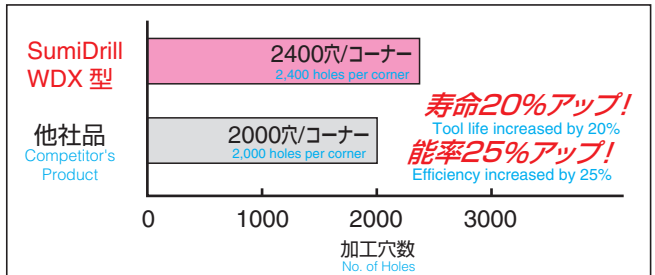 SumiDrill
WDX 型
2400穴/コーナー
2,400 holes per corner
他社品
Competitor's
Product
2000穴/コーナー
2,000 holes per corner
寿命20%アップ!
Tool life increased by 20%
能率25%アップ!
Efficiency increased by 25%
0 1000 2000 3000
加工穴数
No. of Holes